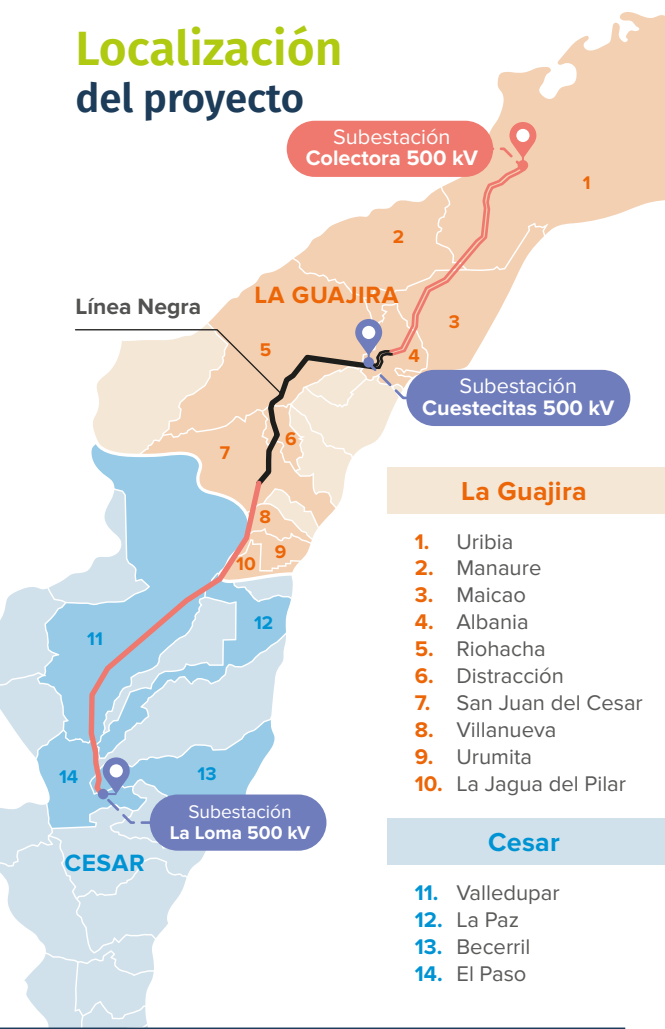 Localización
del proyecto
Subestación
Colectora 500 kV
1
2
LA GUAJIRA
Línea Negra
3
5
4
Subestación
Cuestecitas 500 kV
6
7
8
9
10
12
11
14
13
Subestación
La Loma 500 kV
CESAR
La Guajira
1. Uribia
2. Manaure
3. Maicao
4. Albania
5. Riohacha
6. Distracción
7. San Juan del Cesar
8. Villanueva
9. Urumita
10. La Jagua del Pilar
Cesar
11. Valledupar
12. La Paz
13. Becerril
14. El Paso